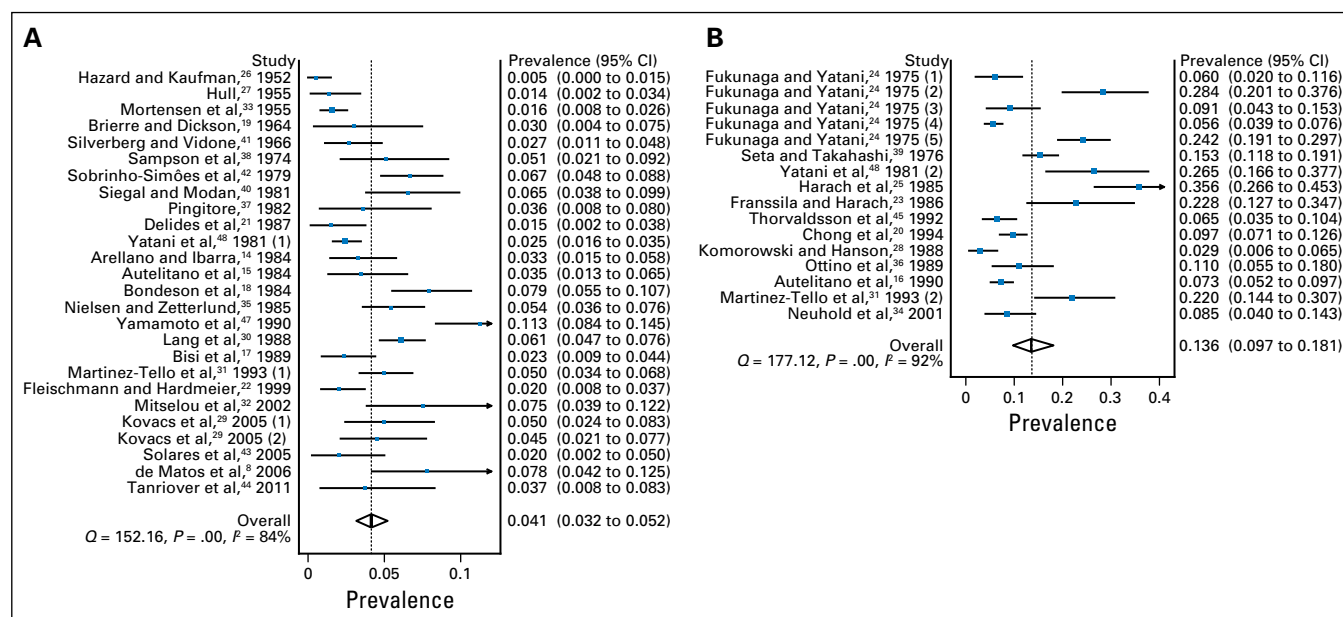 A
Study Prevalence (95% CI)
Hazard and Kaufman,26 1952 0.005 (0.000 to 0.015)
Hull,27 1955 0.014 (0.002 to 0.034)
Mortensen et al,33 1955 0.016 (0.008 to 0.026)
Brierre and Dickson,19 1964 0.030 (0.004 to 0.075)
Silverberg and Vidone,41 1966 0.027 (0.011 to 0.048)
Sampson et al,38 1974 0.051 (0.021 to 0.092)
Sobrinho-Simôes et al,42 1979 0.067 (0.048 to 0.088)
Siegal and Modan,40 1981 0.065 (0.038 to 0.099)
Pingitore,37 1982 0.036 (0.008 to 0.080)
Delides et al,21 1987 0.015 (0.002 to 0.038)
Yatani et al,48 1981 (1) 0.025 (0.016 to 0.035)
Arellano and Ibarra,14 1984 0.033 (0.015 to 0.058)
Autelitano et al,15 1984 0.035 (0.013 to 0.065)
Bondeson et al,18 1984 0.079 (0.055 to 0.107)
Nielsen and Zetterlund,35 1985 0.054 (0.036 to 0.076)
Yamamoto et al,47 1990 0.113 (0.084 to 0.145)
Lang et al,30 1988 0.061 (0.047 to 0.076)
Bisi et al,17 1989 0.023 (0.009 to 0.044)
Martinez-Tello et al,31 1993 (1) 0.050 (0.034 to 0.068)
Fleischmann and Hardmeier,22 1999 0.020 (0.008 to 0.037)
Mitselou et al,32 2002 0.075 (0.039 to 0.122)
Kovacs et al,29 2005 (1) 0.050 (0.024 to 0.083)
Kovacs et al,29 2005 (2) 0.045 (0.021 to 0.077)
Solares et al,43 2005 0.020 (0.002 to 0.050)
de Matos et al,8 2006 0.078 (0.042 to 0.125)
Tanriover et al,44 2011 0.037 (0.008 to 0.083)
Overall 0.041 (0.032 to 0.052)
Q = 152.16, P = .00, I² = 84%
0 0.05 0.1
Prevalence
B
Study Prevalence (95% CI)
Fukunaga and Yatani,24 1975 (1) 0.060 (0.020 to 0.116)
Fukunaga and Yatani,24 1975 (2) 0.284 (0.201 to 0.376)
Fukunaga and Yatani,24 1975 (3) 0.091 (0.043 to 0.153)
Fukunaga and Yatani,24 1975 (4) 0.056 (0.039 to 0.076)
Fukunaga and Yatani,24 1975 (5) 0.242 (0.191 to 0.297)
Seta and Takahashi,39 1976 0.153 (0.118 to 0.191)
Yatani et al,48 1981 (2) 0.265 (0.166 to 0.377)
Harach et al,25 1985 0.356 (0.266 to 0.453)
Franssila and Harach,23 1986 0.228 (0.127 to 0.347)
Thorvaldsson et al,45 1992 0.065 (0.035 to 0.104)
Chong et al,20 1994 0.097 (0.071 to 0.126)
Komorowski and Hanson,28 1988 0.029 (0.006 to 0.065)
Ottino et al,36 1989 0.110 (0.055 to 0.180)
Autelitano et al,16 1990 0.073 (0.052 to 0.097)
Martinez-Tello et al,31 1993 (2) 0.220 (0.144 to 0.307)
Neuhold et al,34 2001 0.085 (0.040 to 0.143)
Overall 0.136 (0.097 to 0.181)
Q = 177.12, P = .00, I² = 92%
0 0.1 0.2 0.3 0.4
Prevalence